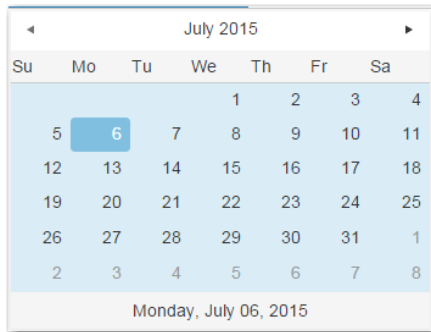 ◄ July 2015 ►
Su Mo Tu We Th Fr Sa
1 2 3 4
5 6 7 8 9 10 11
12 13 14 15 16 17 18
19 20 21 22 23 24 25
26 27 28 29 30 31 1
2 3 4 5 6 7 8
Monday, July 06, 2015